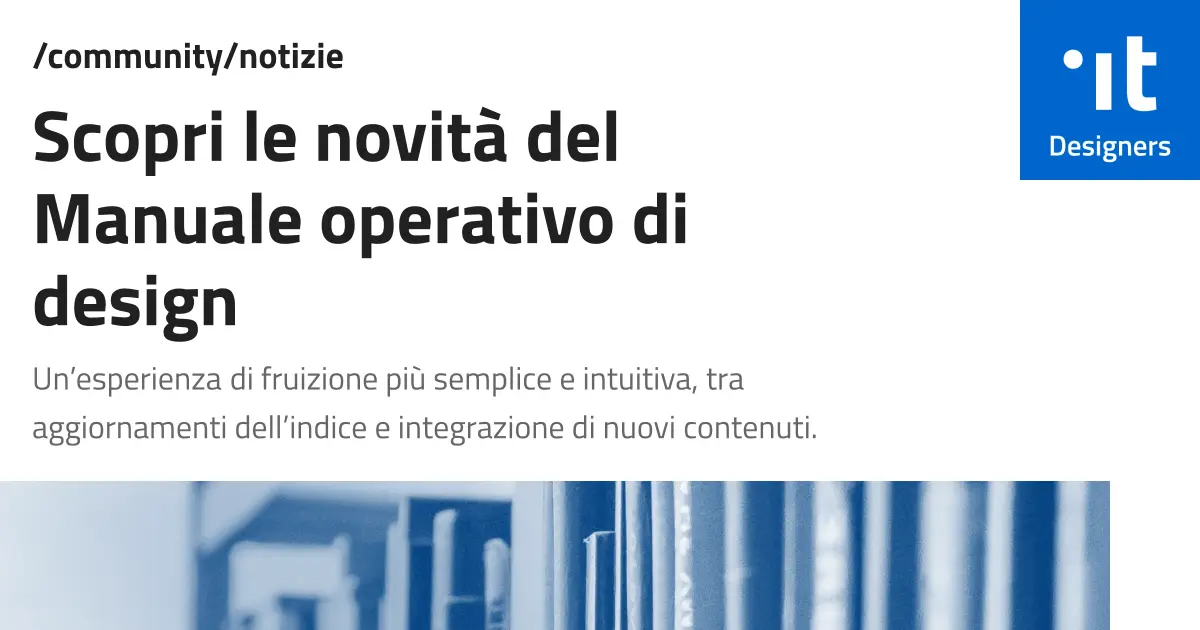 /community/notizie
Scopri le novità del
Manuale operativo di
design
Un’esperienza di fruizione più semplice e intuitiva, tra
aggiornamenti dell’indice e integrazione di nuovi contenuti.
it
Designers